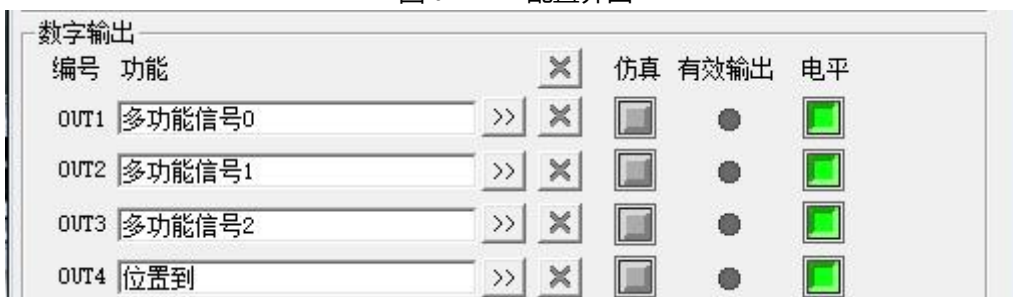 数字输出
编号 功能 仿真 有效输出 电平
OUT1 多功能信号0 >>
OUT2 多功能信号1 >>
OUT3 多功能信号2 >>
OUT4 位置到 >>